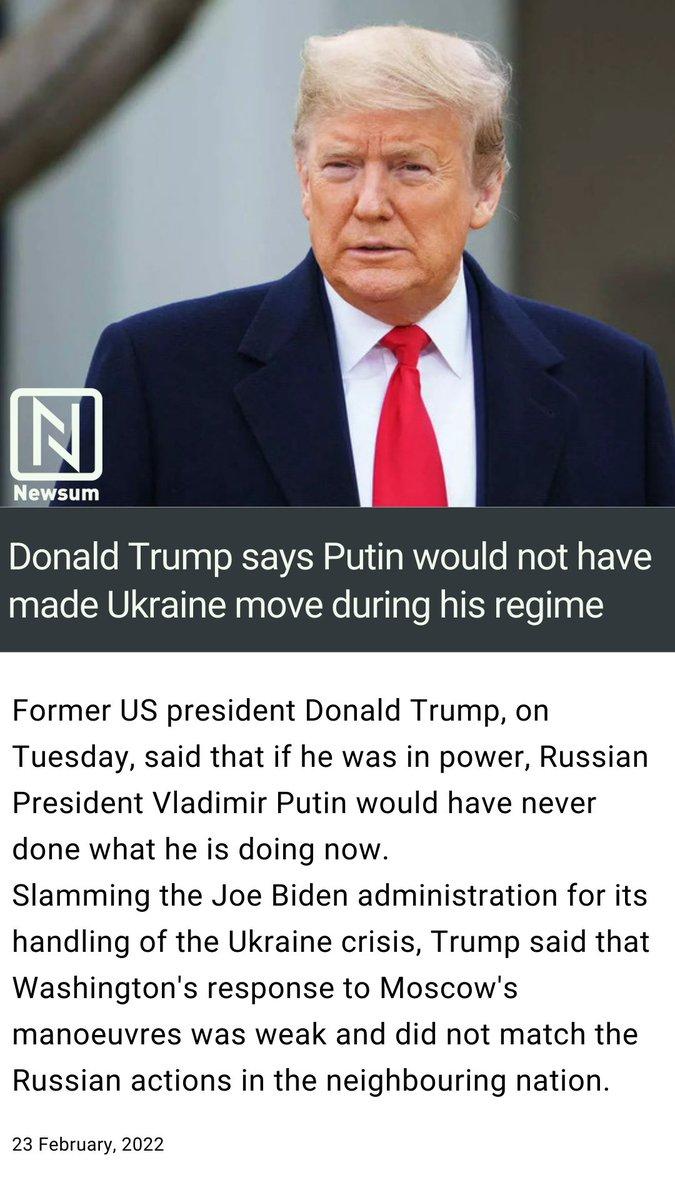 N
Newsum
Donald Trump says Putin would not have
made Ukraine move during his regime
Former US president Donald Trump, on
Tuesday, said that if he was in power, Russian
President Vladimir Putin would have never
done what he is doing now.
Slamming the Joe Biden administration for its
handling of the Ukraine crisis, Trump said that
Washington's response to Moscow's
manoeuvres was weak and did not match the
Russian actions in the neighbouring nation.
23 February, 2022